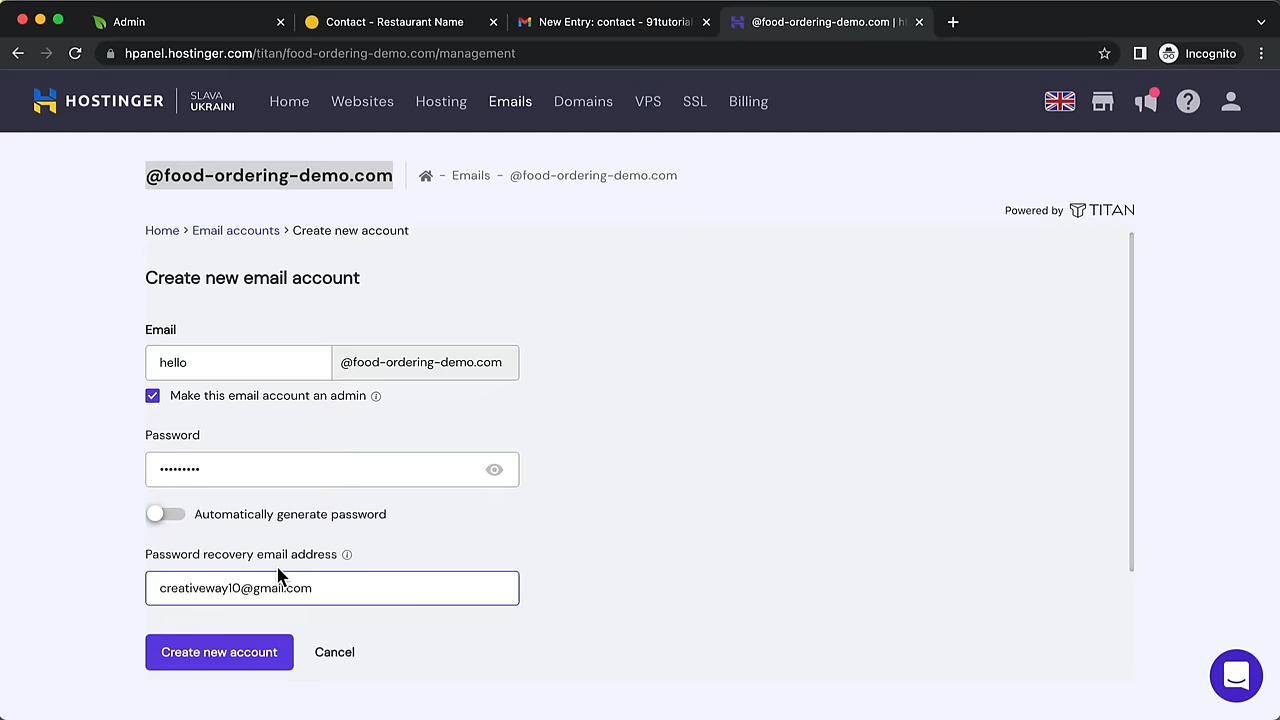 Admin
Contact - Restaurant Name
New Entry: contact - 91tutorial
@food-ordering-demo.com | h
hpanel.hostinger.com/titan/food-ordering-demo.com/management
Incognito
HOSTINGER
SLAVA
UKRAINI
Home
Websites
Hosting
Emails
Domains
VPS
SSL
Billing
@food-ordering-demo.com
- Emails - @food-ordering-demo.com
Powered by TITAN
Home > Email accounts > Create new account
Create new email account
Email
hello @food-ordering-demo.com
Make this email account an admin
Password
•••••••••
Automatically generate password
Password recovery email address
creativeway10@gmail.com
Create new account
Cancel